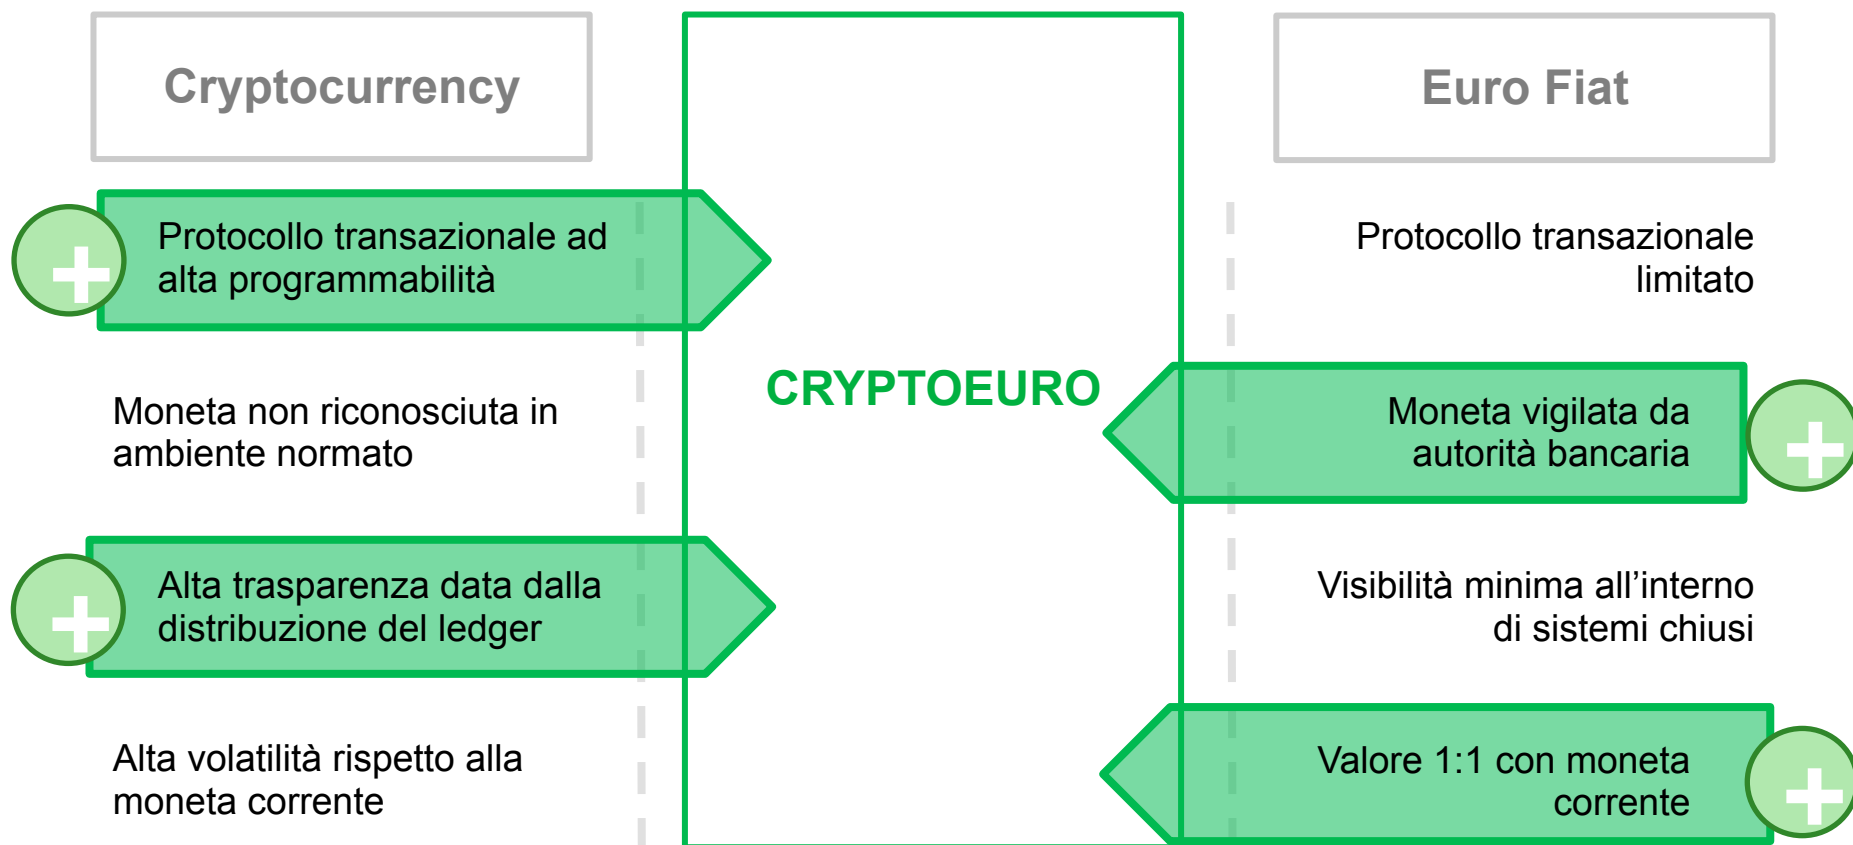 Cryptocurrency
Euro Fiat
Protocollo transazionale ad
alta programmabilità
Protocollo transazionale
limitato
CRYPTOEURO
Moneta non riconosciuta in
ambiente normato
Moneta vigilata da
autorità bancaria
Alta trasparenza data dalla
distribuzione del ledger
Visibilità minima all’interno
di sistemi chiusi
Alta volatilità rispetto alla
moneta corrente
Valore 1:1 con moneta
corrente